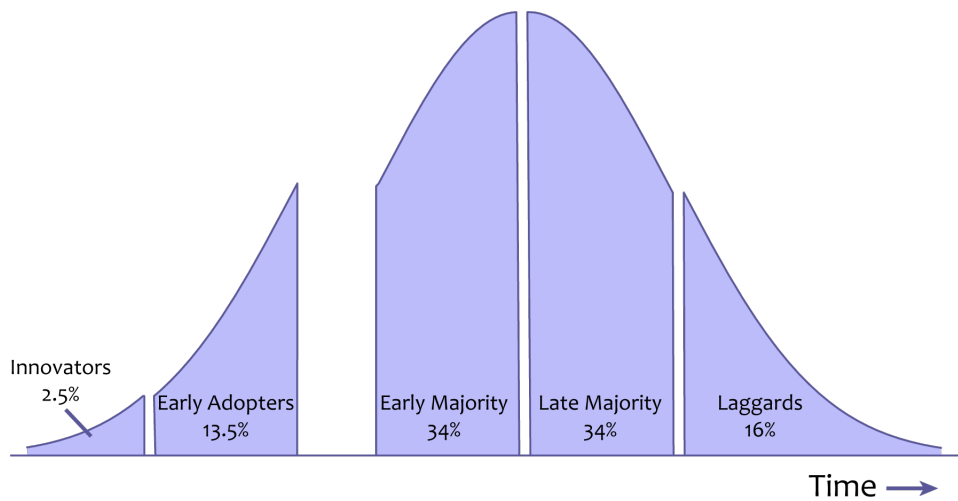 Innovators
2.5%
Early Adopters
13.5%
Early Majority
34%
Late Majority
34%
Laggards
16%
Time